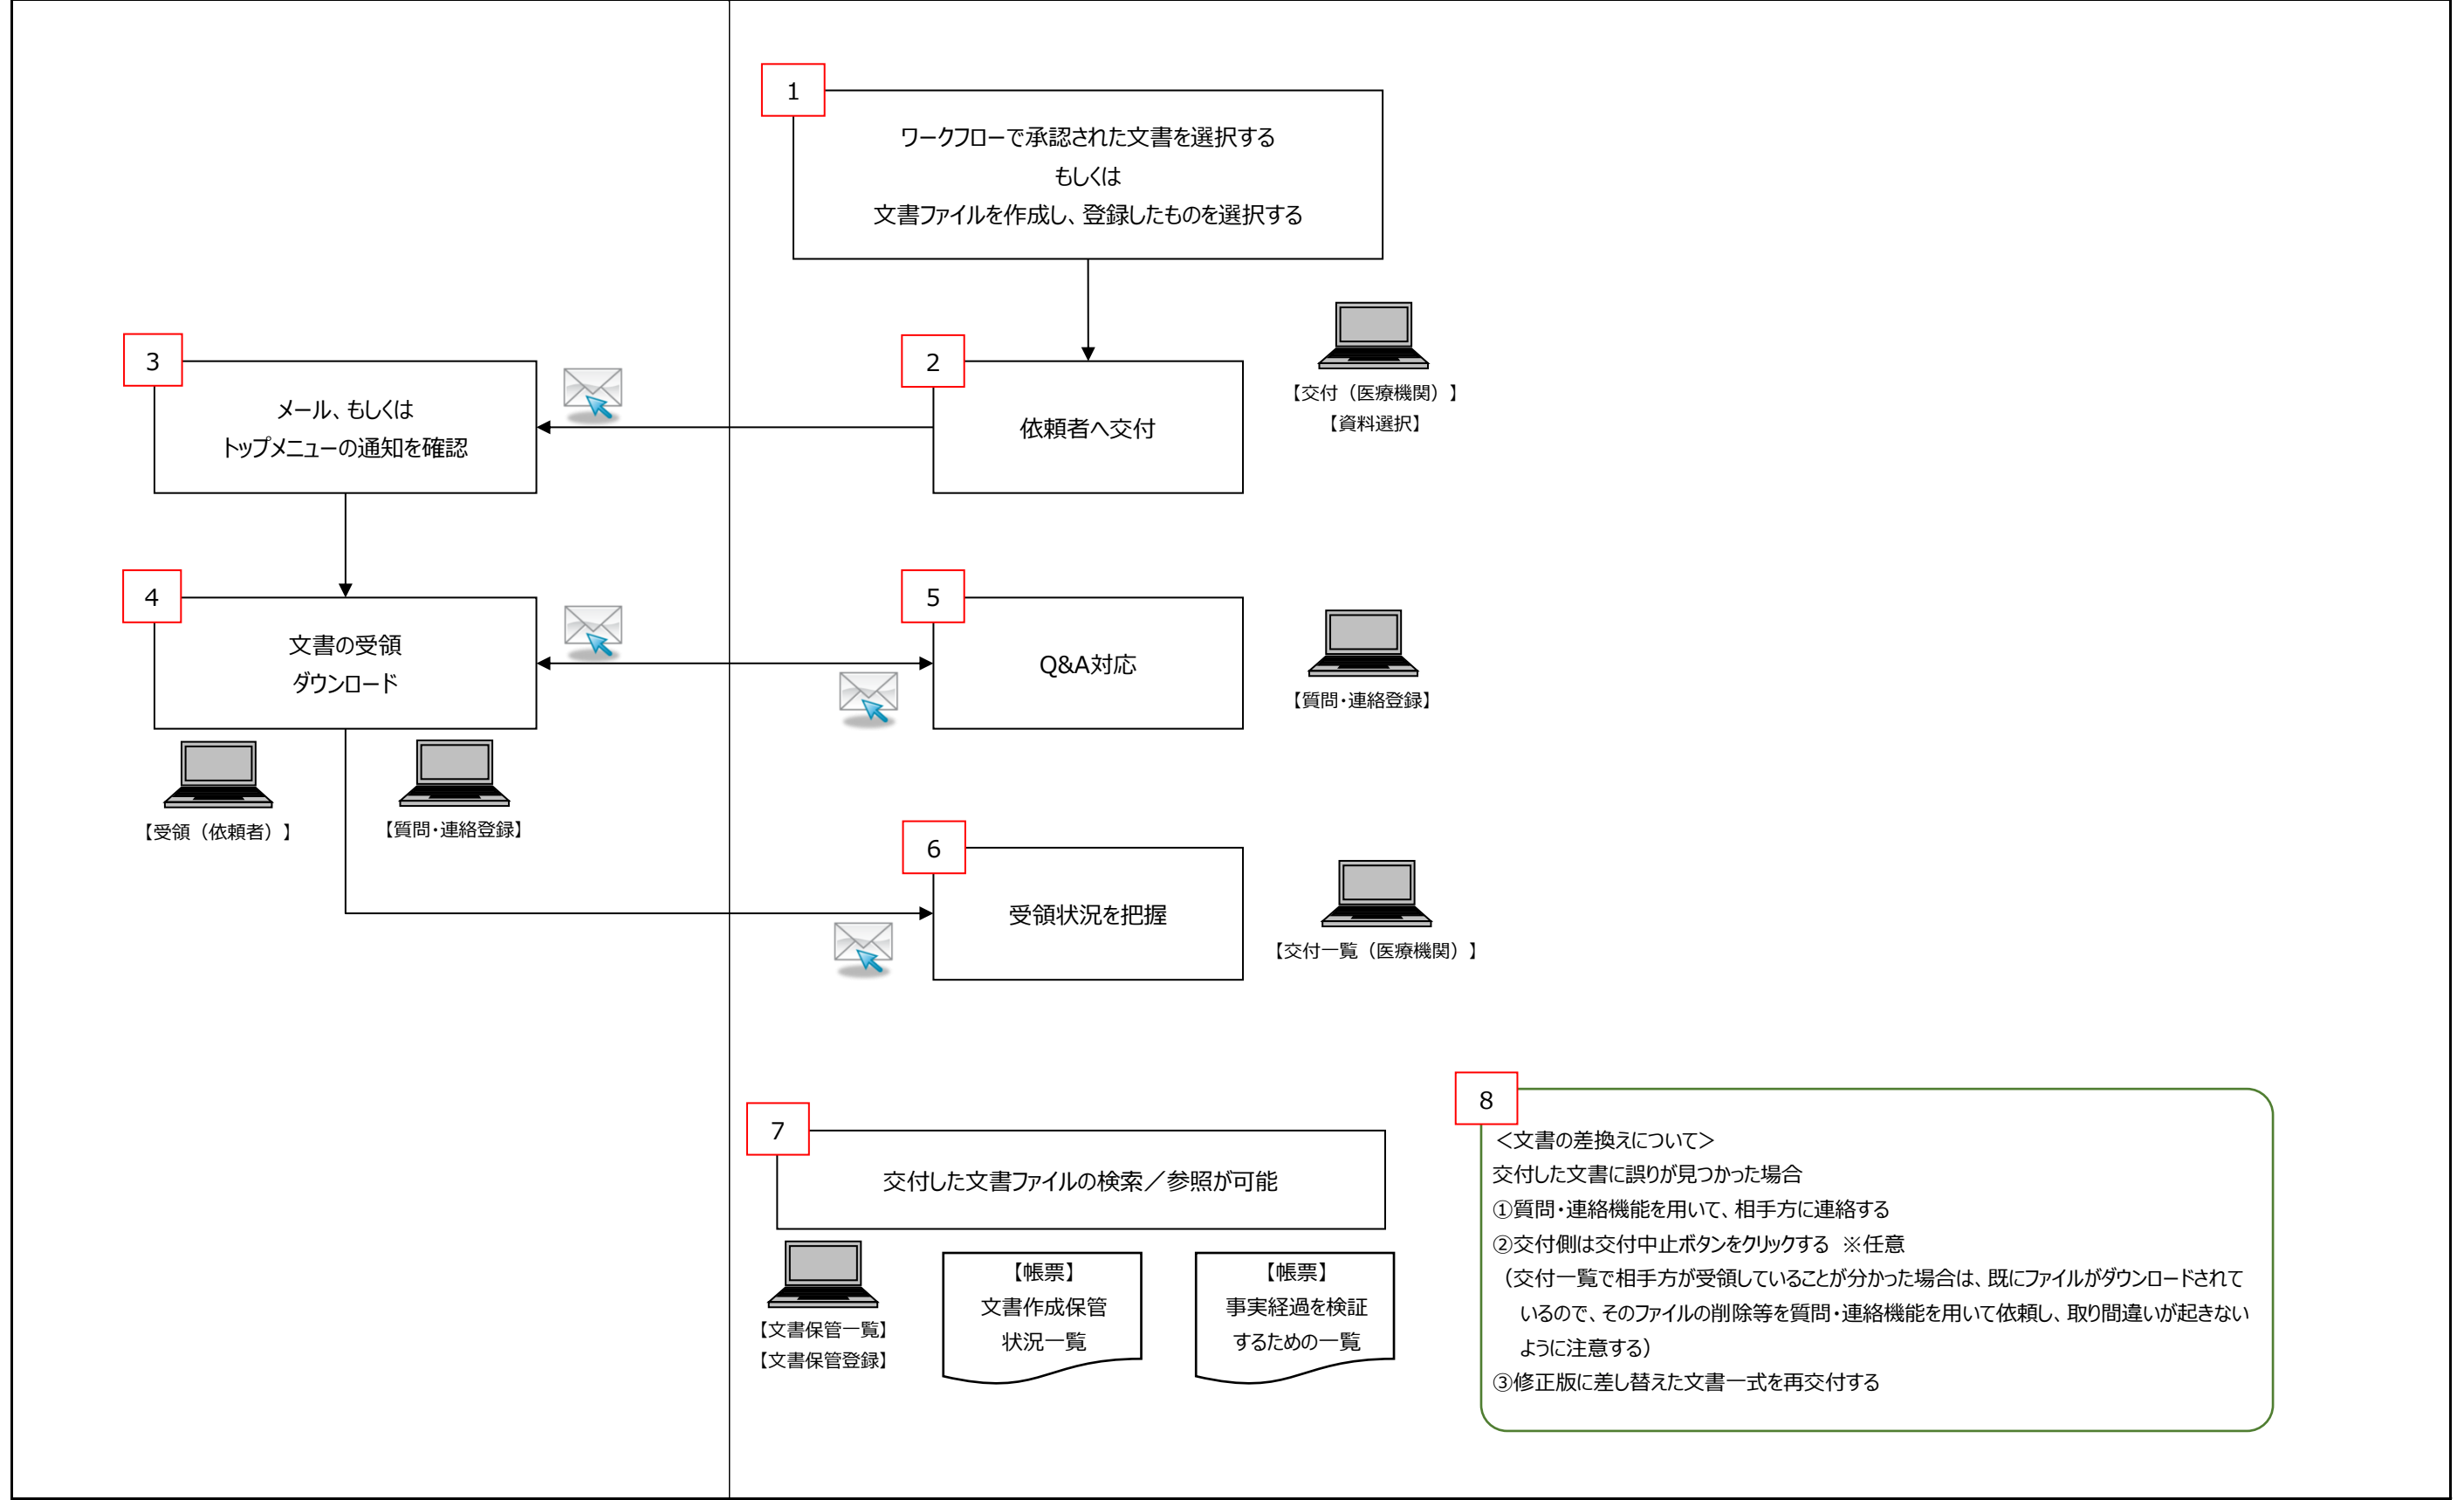 1
ワークフローで承認された文書を選択する
もしくは
文書ファイルを作成し、登録したものを選択する
2
依頼者へ交付
【交付（医療機関）】
【資料選択】
3
メール、もしくは
トップメニューの通知を確認
4
文書の受領
ダウンロード
【受領（依頼者）】
【質問・連絡登録】
5
Q&A対応
【質問・連絡登録】
6
受領状況を把握
【交付一覧（医療機関）】
7
交付した文書ファイルの検索／参照が可能
【文書保管一覧】
【文書保管登録】
【帳票】
文書作成保管
状況一覧
【帳票】
事実経過を検証
するための一覧
8
＜文書の差換えについて＞
交付した文書に誤りが見つかった場合
①質問・連絡機能を用いて、相手方に連絡する
②交付側は交付中止ボタンをクリックする　※任意
（交付一覧で相手方が受領していることが分かった場合は、既にファイルがダウンロードされて
いるので、そのファイルの削除等を質問・連絡機能を用いて依頼し、取り間違いが起きない
ように注意する）
③修正版に差し替えた文書一式を再交付する